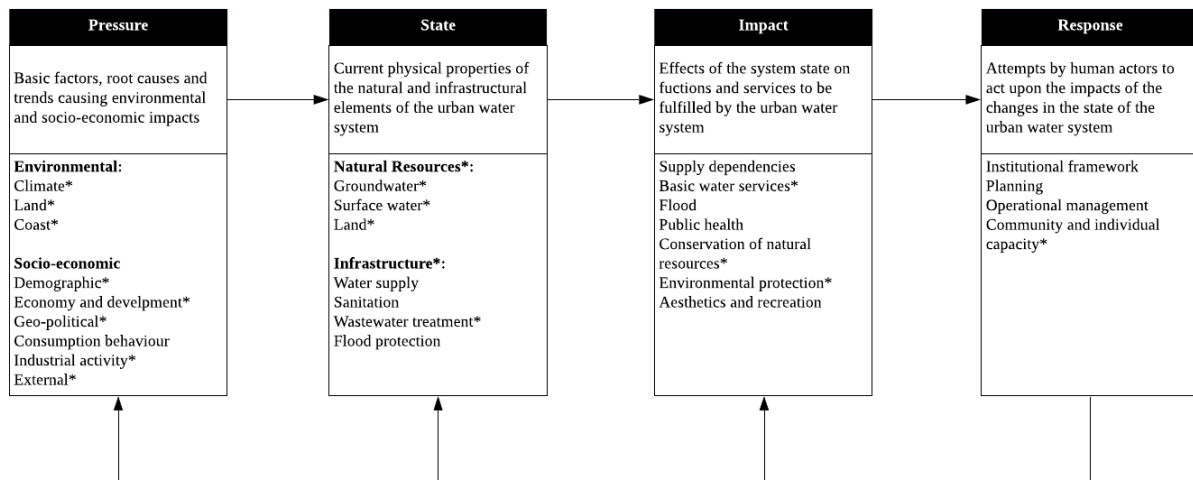 Pressure
Basic factors, root causes and
trends causing environmental
and socio-economic impacts
Environmental:
Climate*
Land*
Coast*
Socio-economic
Demographic*
Economy and develpment*
Geo-political*
Consumption behaviour
Industrial activity*
External*
State
Current physical properties of
the natural and infrastructural
elements of the urban water
system
Natural Resources*:
Groundwater*
Surface water*
Land*
Infrastructure*:
Water supply
Sanitation
Wastewater treatment*
Flood protection
Impact
Effects of the system state on
fuctions and services to be
fulfilled by the urban water
system
Supply dependencies
Basic water services*
Flood
Public health
Conservation of natural
resources*
Environmental protection*
Aesthetics and recreation
Response
Attempts by human actors to
act upon the impacts of the
changes in the state of the
urban water system
Institutional framework
Planning
Operational management
Community and individual
capacity*